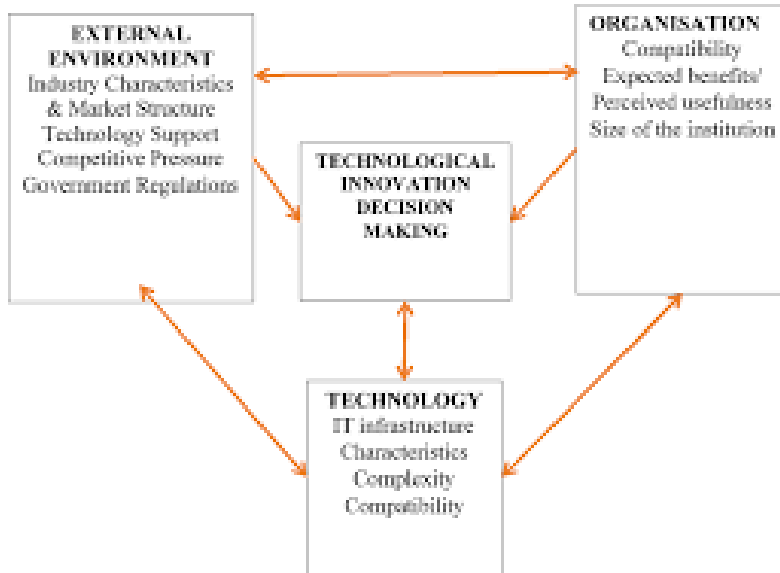 EXTERNAL
ENVIRONMENT
Industry Characteristics
& Market Structure
Technology Support
Competitive Pressure
Government Regulations
TECHNOLOGICAL
INNOVATION
DECISION
MAKING
ORGANISATION
Compatibility
Expected benefits/
Perceived usefulness
Size of the institution
TECHNOLOGY
IT infrastructure
Characteristics
Complexity
Compatibility